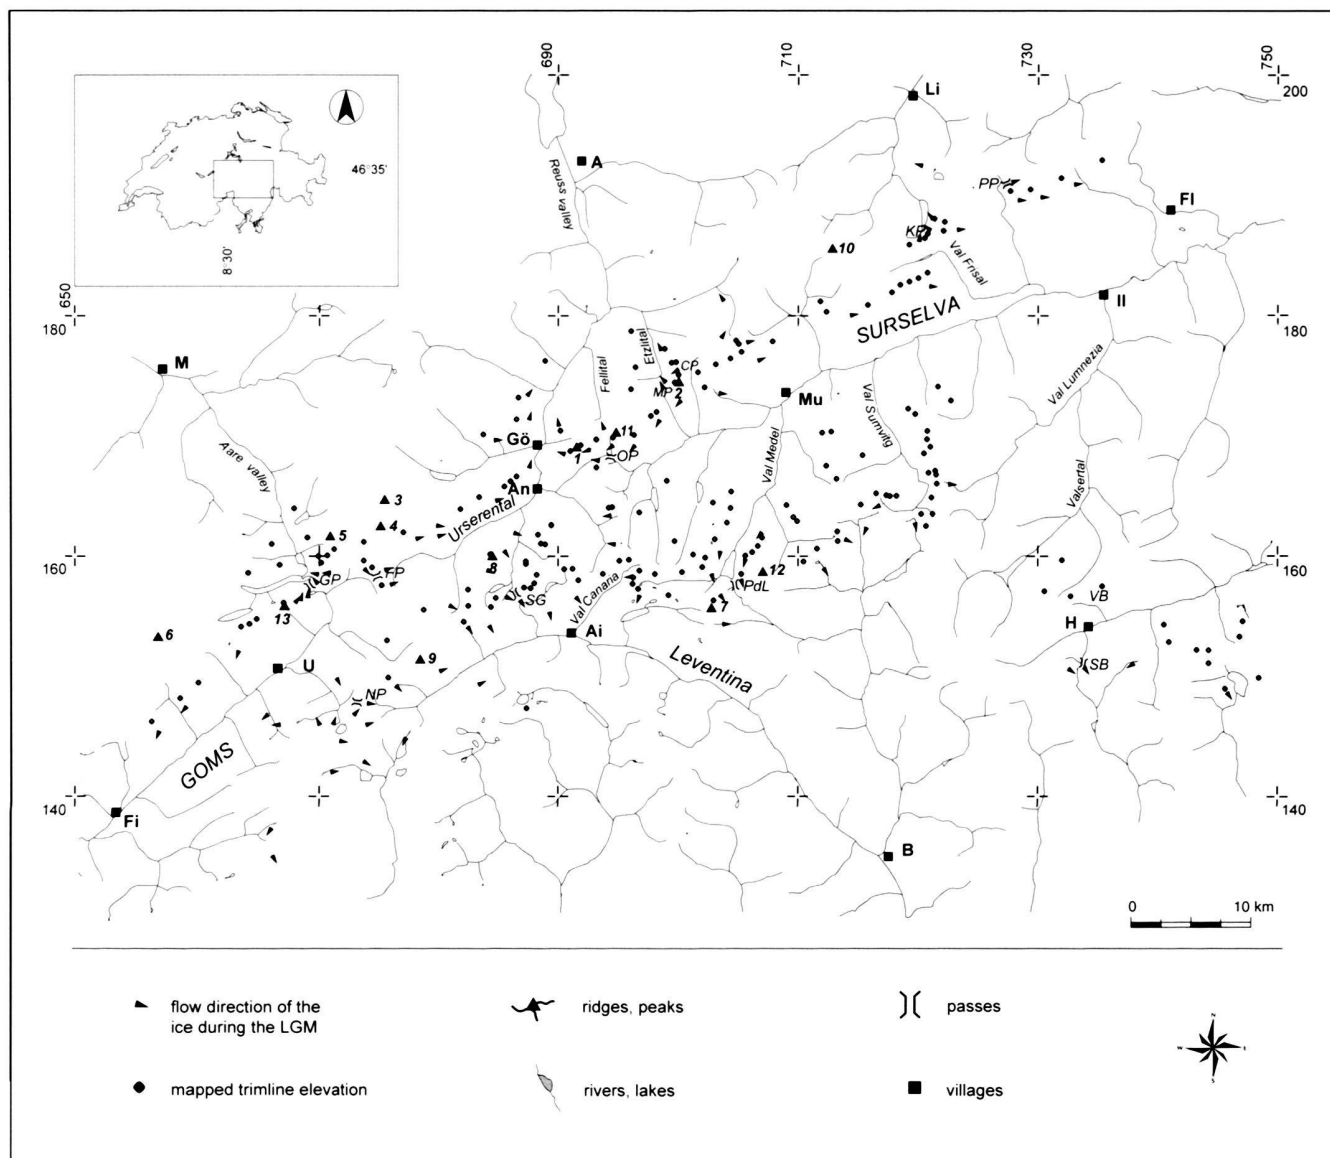 690
710
730
750
200
46°35'
8°30'
Li
A
Reuss valley
PP
Fl
KP
Val Frisal
10
650
180
SURSELVA
Il
180
M
Fellital
Etzlital
CP
MP
2
Mu
Val Sumvitg
Val Lumnezia
Aare valley
Gö
11
1
OP
Val Medel
Valsertal
An
3
4
5
Urserental
160
GP
FP
8
SG
Val Canaria
12
PdL
7
160
VB
13
6
Ai
H
U
9
Leventina
SB
NP
GOMS
140
Fi
140
B
0 10 km
flow direction of the
ice during the LGM
ridges, peaks
passes
mapped trimline elevation
rivers, lakes
villages
N
W E
S